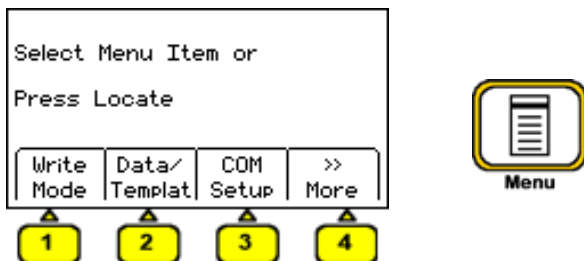 Select Menu Item or
Press Locate
Write Data/ COM >>
Mode Templat Setup More
1 2 3 4
Menu